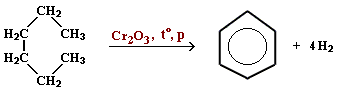 CH₂
H₂C CH₃
H₂C CH₃
CH₂
Cr₂O₃, t°, p
+ 4H₂